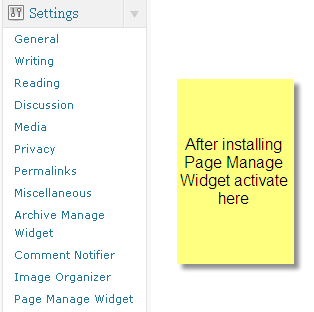 Settings
General
Writing
Reading
Discussion
Media
Privacy
Permalinks
Miscellaneous
Archive Manage
Widget
Comment Notifier
Image Organizer
Page Manage Widget
After installing
Page Manage
Widget activate
here